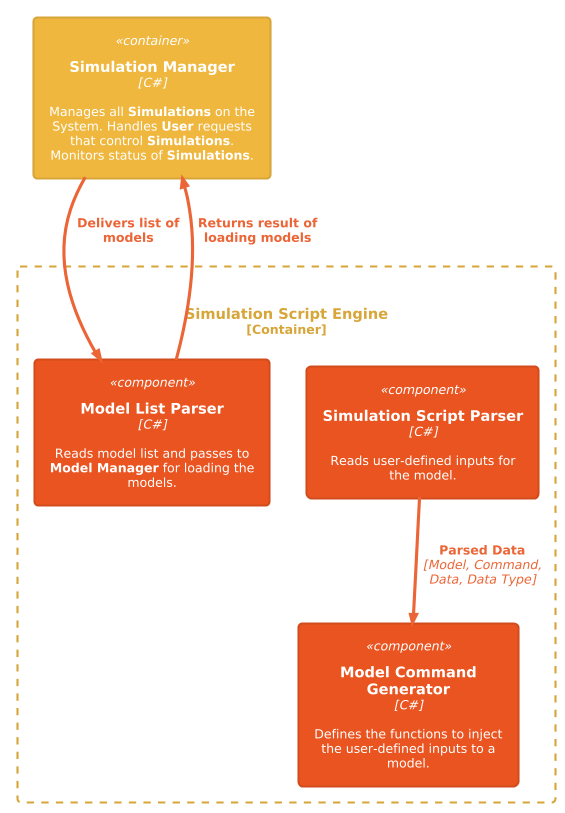 «container»
Simulation Manager
[C#]
Manages all Simulations on the
System. Handles User requests
that control Simulations.
Monitors status of Simulations.
Delivers list of
models
Returns result of
loading models
Simulation Script Engine
[Container]
«component»
Model List Parser
[C#]
Reads model list and passes to
Model Manager for loading the
models.
«component»
Simulation Script Parser
[C#]
Reads user-defined inputs for
the model.
Parsed Data
[Model, Command,
Data, Data Type]
«component»
Model Command
Generator
[C#]
Defines the functions to inject
the user-defined inputs to a
model.